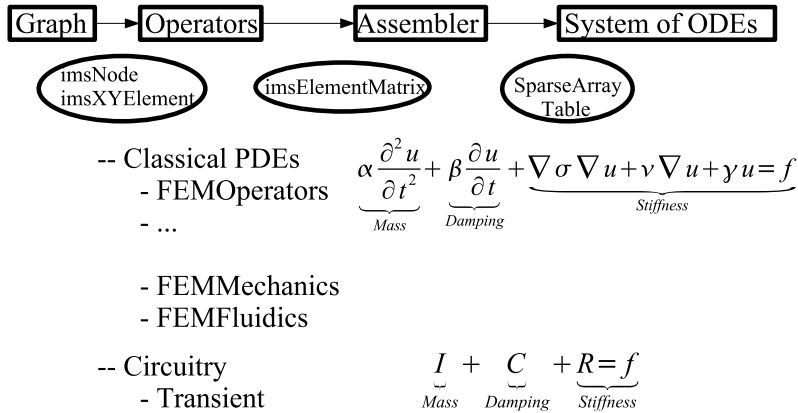 Graph Operators Assembler System of ODEs
imsNode
imsXYElement
imsElementMatrix
SparseArray
Table
-- Classical PDEs
α ∂²u/∂t² + β ∂u/∂t + ∇σ∇u+ν∇u+γu=f
Mass Damping Stiffness
- FEMOperators
- ...
- FEMMechanics
- FEMFluidics
-- Circuitry
I + C + R=f
Mass Damping Stiffness
- Transient